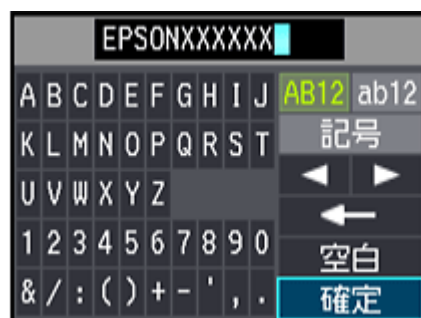 EPSONXXXXXX
A B C D E F G H I J
AB12 ab12
K L M N O P Q R S T
記号
U V W X Y Z
◀ ▶
←
1 2 3 4 5 6 7 8 9 0
空白
& / : ( ) + - ' , .
確定